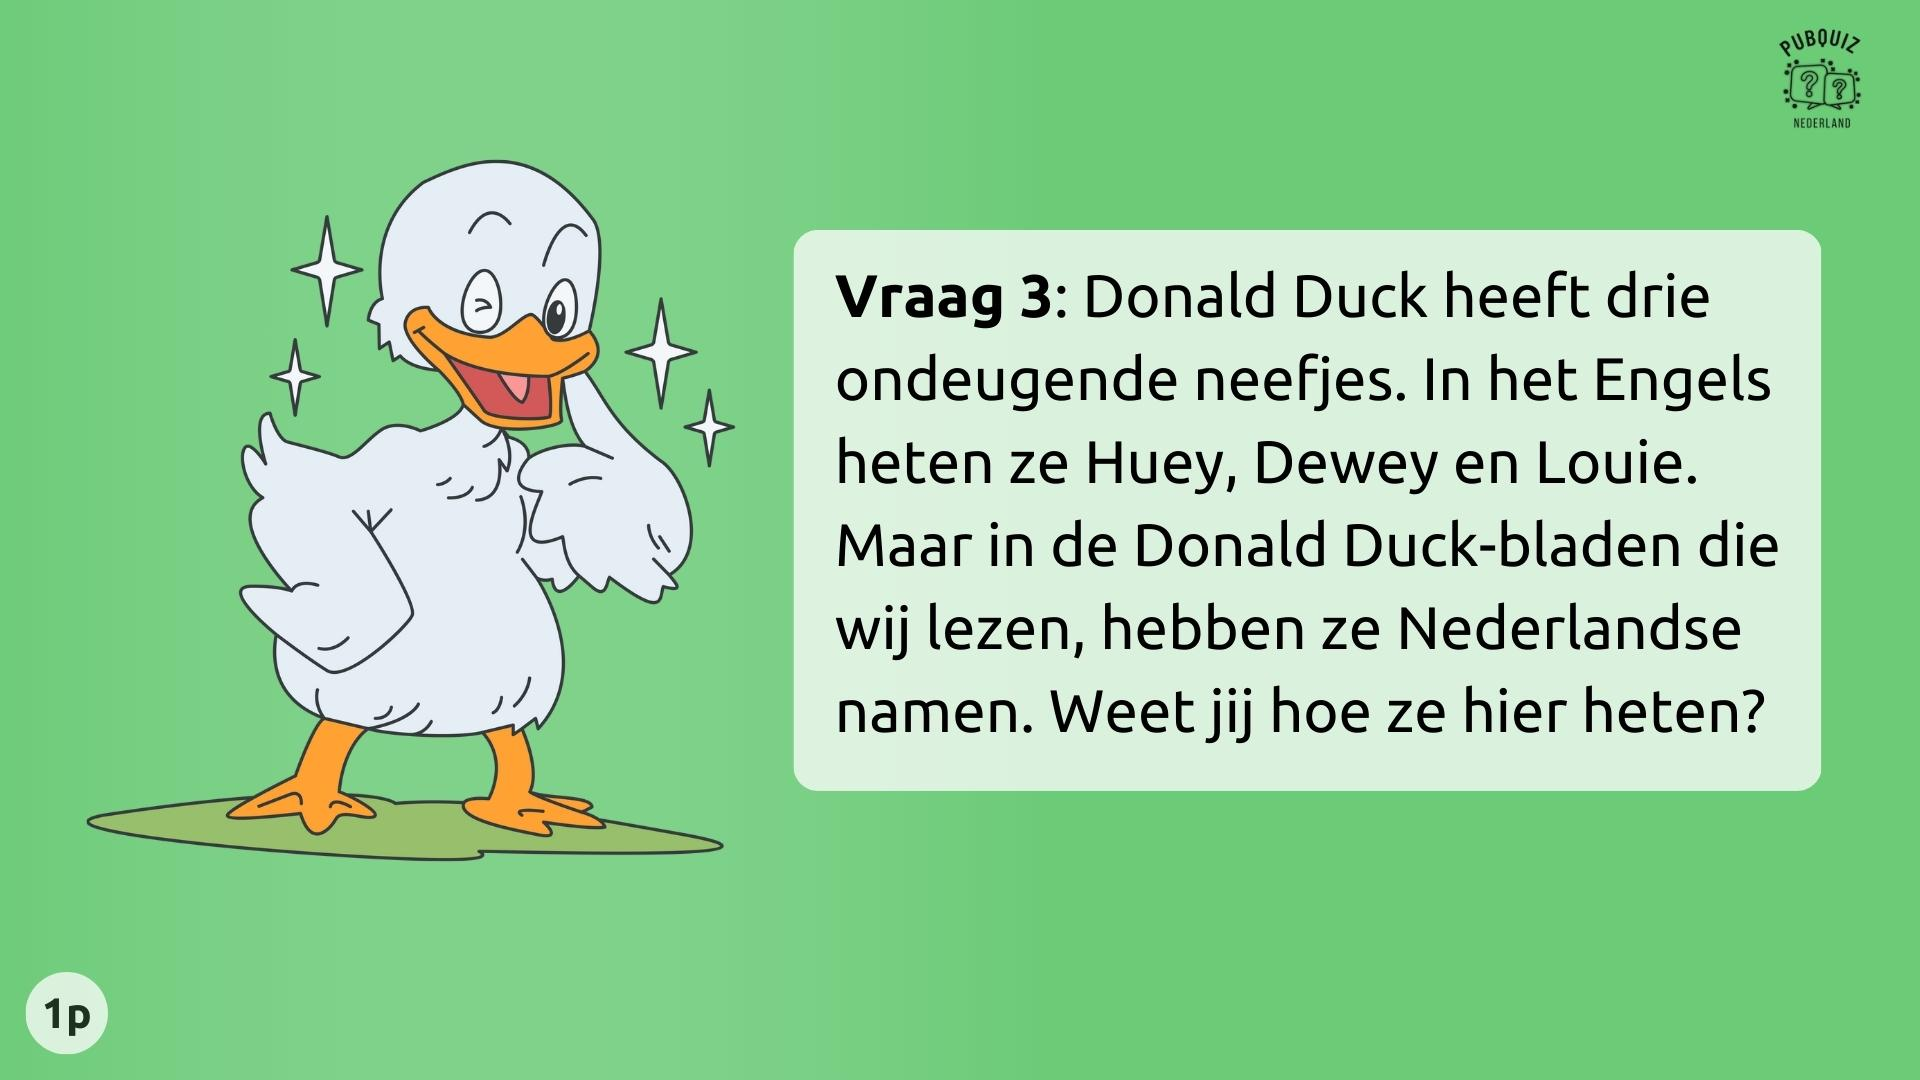 PUBQUIZ
? ?
NEDERLAND
Vraag 3: Donald Duck heeft drie
ondeugende neefjes. In het Engels
heten ze Huey, Dewey en Louie.
Maar in de Donald Duck-bladen die
wij lezen, hebben ze Nederlandse
namen. Weet jij hoe ze hier heten?
1p